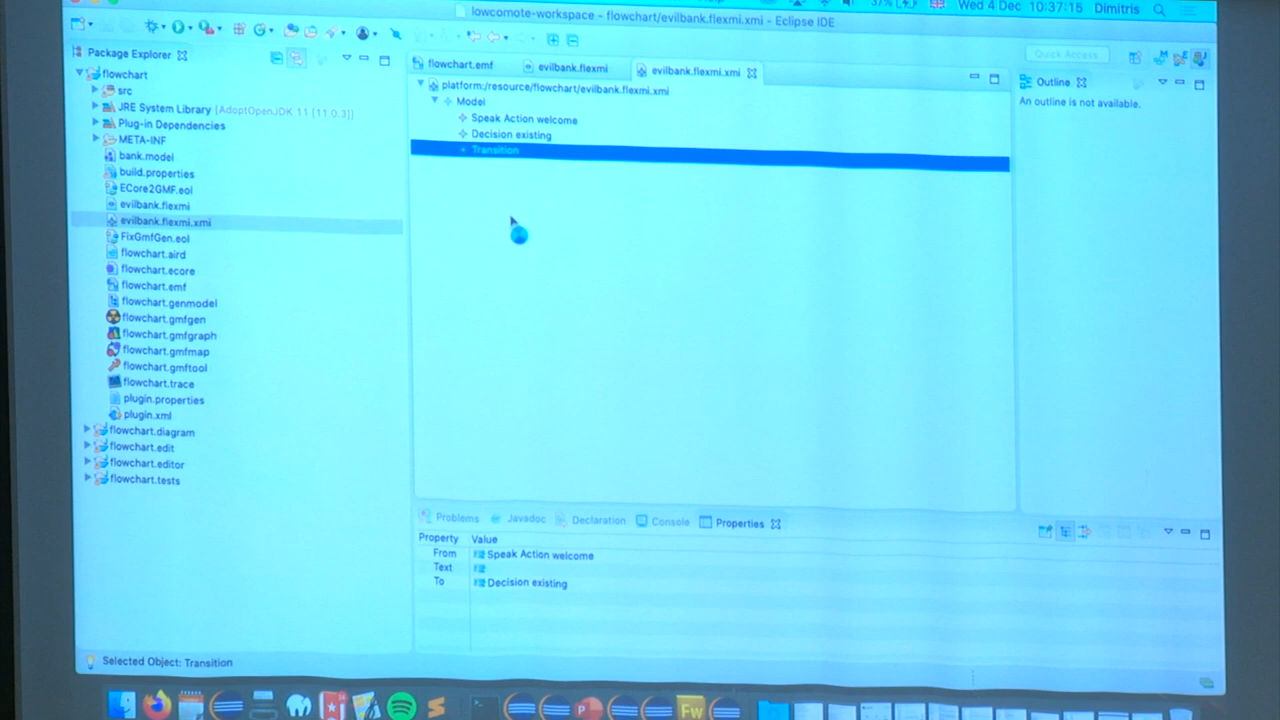 37%
Wed 4 Dec 10:37:15 Dimitris
lowcomote-workspace - flowchart/evilbank.flexmi.xmi - Eclipse IDE
Quick Access
Package Explorer
flowchart
src
JRE System Library [AdoptOpenJDK 11 [11.0.3]]
Plug-in Dependencies
META-INF
bank.model
build.properties
ECore2GMF.eol
evilbank.flexmi
evilbank.flexmi.xmi
FixGmfGen.eol
flowchart.aird
flowchart.ecore
flowchart.emf
flowchart.genmodel
flowchart.gmfgen
flowchart.gmfgraph
flowchart.gmfmap
flowchart.gmftool
flowchart.trace
plugin.properties
plugin.xml
flowchart.diagram
flowchart.edit
flowchart.editor
flowchart.tests
flowchart.emf
evilbank.flexmi
evilbank.flexmi.xmi
platform:/resource/flowchart/evilbank.flexmi.xmi
Model
Speak Action welcome
Decision existing
Transition
Outline
An outline is not available.
Problems
Javadoc
Declaration
Console
Properties
Property Value
From Speak Action welcome
Text
To Decision existing
Selected Object: Transition
Fw